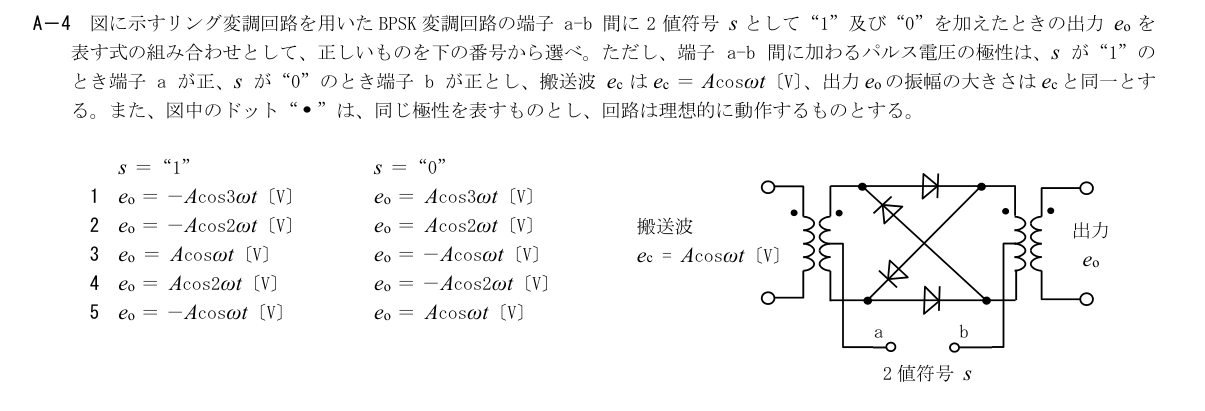 A－4 図に示すリング変調回路を用いた BPSK 変調回路の端子 a-b 間に 2 値符号 s として “1” 及び “0” を加えたときの出力 eo を
表す式の組み合わせとして、正しいものを下の番号から選べ。ただし、端子 a-b 間に加わるパルス電圧の極性は、s が “1” の
とき端子 a が正、s が “0” のとき端子 b が正とし、搬送波 ec は ec = Acosωt〔V〕、出力 eo の振幅の大きさは ec と同一とす
る。また、図中のドット “•” は、同じ極性を表すものとし、回路は理想的に動作するものとする。
s = “1” s = “0”
1 eo = －Acos3ωt〔V〕 eo = Acos3ωt〔V〕
2 eo = －Acos2ωt〔V〕 eo = Acos2ωt〔V〕
3 eo = Acosωt〔V〕 eo = －Acosωt〔V〕
4 eo = Acos2ωt〔V〕 eo = －Acos2ωt〔V〕
5 eo = －Acosωt〔V〕 eo = Acosωt〔V〕
搬送波
ec = Acosωt〔V〕
出力
eo
a b
2 値符号 s